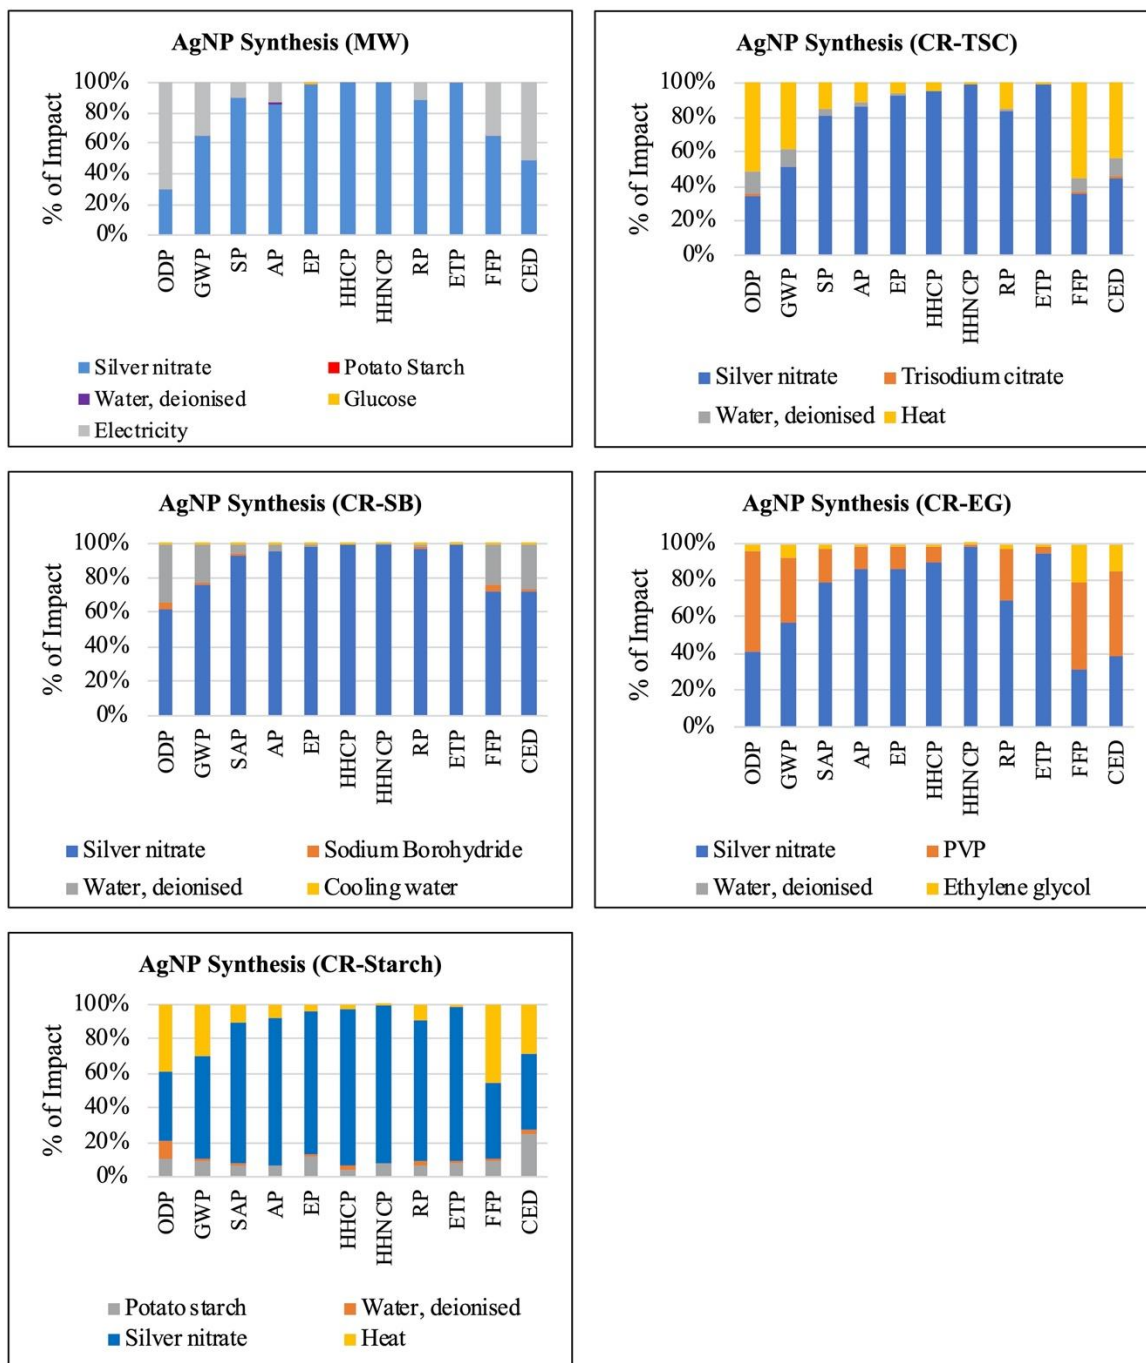 AgNP Synthesis (MW)
% of Impact
100%
80%
60%
40%
20%
0%
ODP
GWP
SP
AP
EP
HHCP
HHNCP
RP
ETP
FFP
CED
Silver nitrate
Potato Starch
Water, deionised
Glucose
Electricity
AgNP Synthesis (CR-TSC)
% of Impact
100%
80%
60%
40%
20%
0%
ODP
GWP
SP
AP
EP
HHCP
HHNCP
RP
ETP
FFP
CED
Silver nitrate
Trisodium citrate
Water, deionised
Heat
AgNP Synthesis (CR-SB)
% of Impact
100%
80%
60%
40%
20%
0%
ODP
GWP
SAP
AP
EP
HHCP
HHNCP
RP
ETP
FFP
CED
Silver nitrate
Sodium Borohydride
Water, deionised
Cooling water
AgNP Synthesis (CR-EG)
% of Impact
100%
80%
60%
40%
20%
0%
ODP
GWP
SAP
AP
EP
HHCP
HHNCP
RP
ETP
FFP
CED
Silver nitrate
PVP
Water, deionised
Ethylene glycol
AgNP Synthesis (CR-Starch)
% of Impact
100%
80%
60%
40%
20%
0%
ODP
GWP
SAP
AP
EP
HHCP
HHNCP
RP
ETP
FFP
CED
Potato starch
Water, deionised
Silver nitrate
Heat